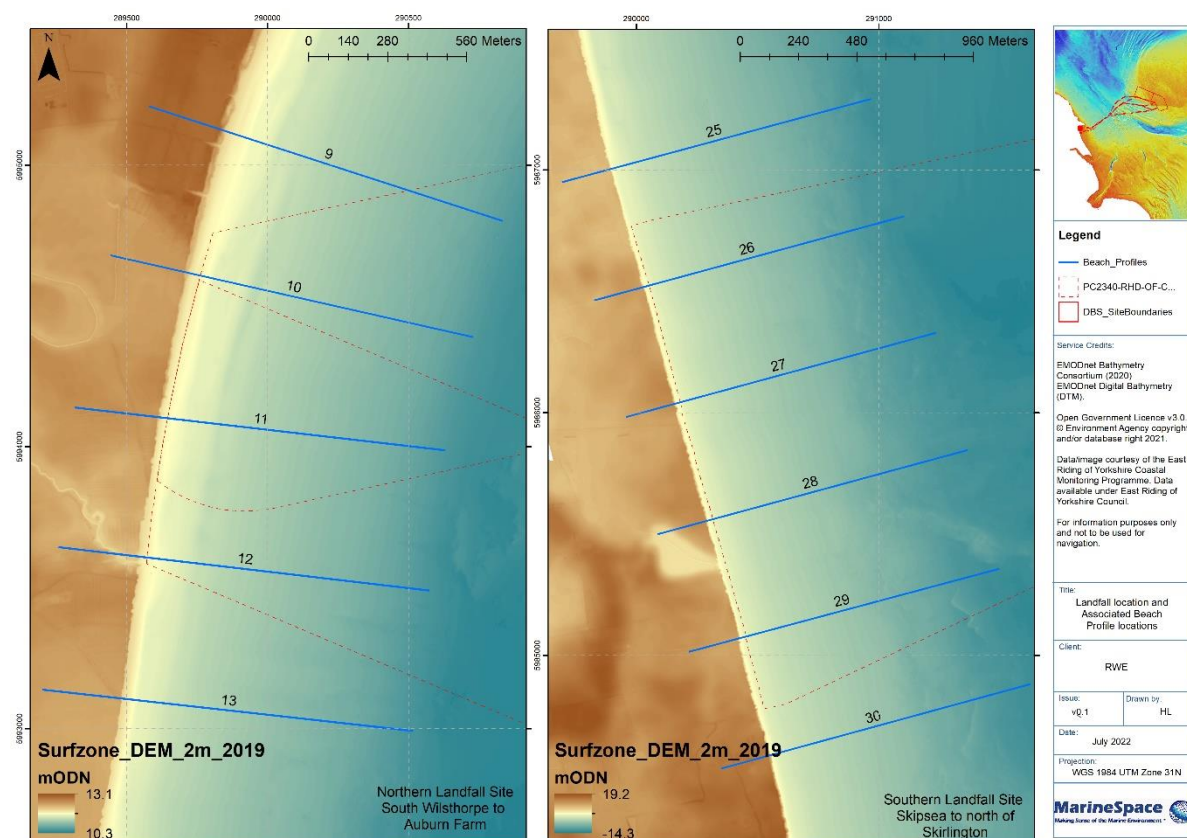 289500 290000 290500
N
0 140 280 560 Meters
9
10
11
12
13
Surfzone_DEM_2m_2019
mODN
13.1
10.3
Northern Landfall Site
South Wilsthorpe to
Auburn Farm
290000 291000
0 240 480 960 Meters
25
26
27
28
29
30
Surfzone_DEM_2m_2019
mODN
19.2
-14.3
Southern Landfall Site
Skipsea to north of
Skirlington
Legend
Beach_Profiles
PC2340-RHD-OF-C...
DBS_SiteBoundaries
Service Credits:
EMODnet Bathymetry
Consortium (2020)
EMODnet Digital Bathymetry
(DTM).
Open Government Licence v3.0.
© Environment Agency copyright
and/or database right 2021.
Data/image courtesy of the East
Riding of Yorkshire Coastal
Monitoring Programme. Data
available under East Riding of
Yorkshire Council.
For information purposes only
and not to be used for
navigation.
Title:
Landfall location and
Associated Beach
Profile locations
Client:
RWE
Issue:
v0.1
Drawn by:
HL
Date:
July 2022
Projection:
WGS 1984 UTM Zone 31N
MarineSpace
Making Sense of the Marine Environment